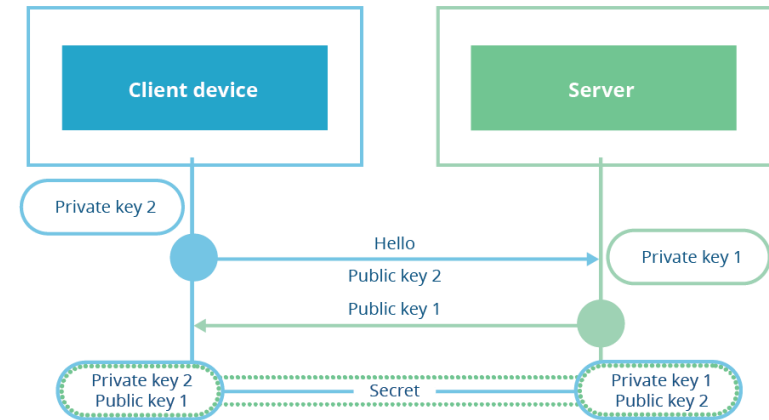 Client device
Server
Private key 2
Hello
Private key 1
Public key 2
Public key 1
Private key 2
Public key 1
Secret
Private key 1
Public key 2